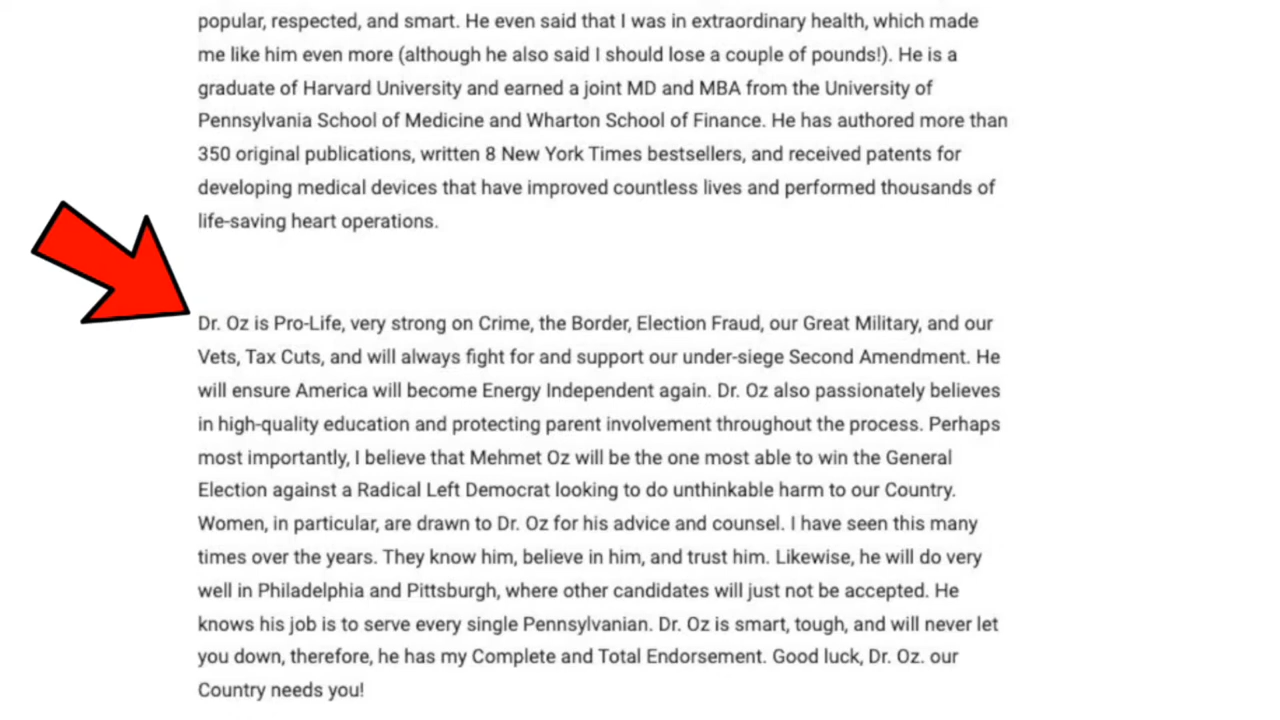 popular, respected, and smart. He even said that I was in extraordinary health, which made
me like him even more (although he also said I should lose a couple of pounds!). He is a
graduate of Harvard University and earned a joint MD and MBA from the University of
Pennsylvania School of Medicine and Wharton School of Finance. He has authored more than
350 original publications, written 8 New York Times bestsellers, and received patents for
developing medical devices that have improved countless lives and performed thousands of
life-saving heart operations.
Dr. Oz is Pro-Life, very strong on Crime, the Border, Election Fraud, our Great Military, and our
Vets, Tax Cuts, and will always fight for and support our under-siege Second Amendment. He
will ensure America will become Energy Independent again. Dr. Oz also passionately believes
in high-quality education and protecting parent involvement throughout the process. Perhaps
most importantly, I believe that Mehmet Oz will be the one most able to win the General
Election against a Radical Left Democrat looking to do unthinkable harm to our Country.
Women, in particular, are drawn to Dr. Oz for his advice and counsel. I have seen this many
times over the years. They know him, believe in him, and trust him. Likewise, he will do very
well in Philadelphia and Pittsburgh, where other candidates will just not be accepted. He
knows his job is to serve every single Pennsylvanian. Dr. Oz is smart, tough, and will never let
you down, therefore, he has my Complete and Total Endorsement. Good luck, Dr. Oz. our
Country needs you!